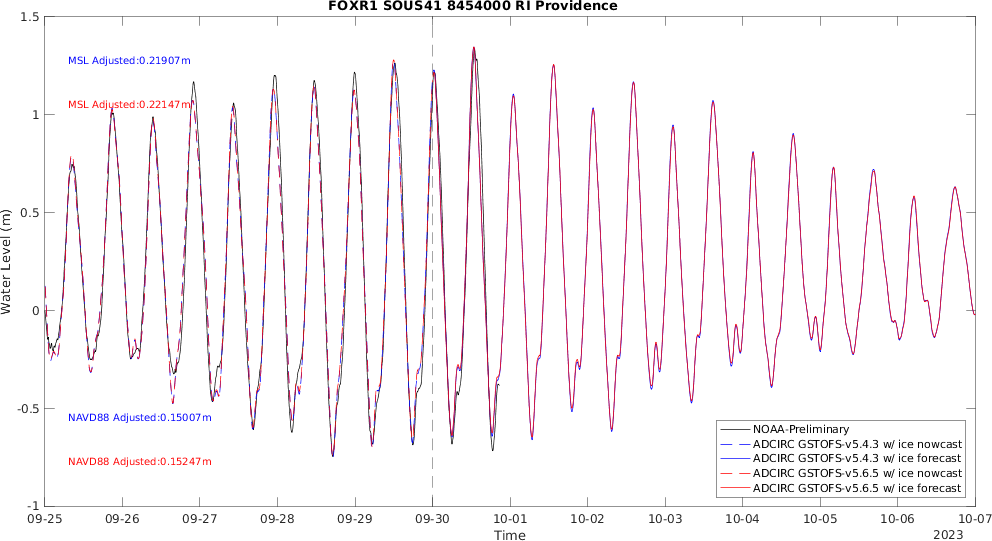 FOXR1 SOUS41 8454000 RI Providence
1.5
MSL Adjusted:0.21907m
MSL Adjusted:0.22147m
1
0.5
Water Level (m)
0
-0.5
NAVD88 Adjusted:0.15007m
NAVD88 Adjusted:0.15247m
NOAA-Preliminary
ADCIRC GSTOFS-v5.4.3 w/ ice nowcast
ADCIRC GSTOFS-v5.4.3 w/ ice forecast
ADCIRC GSTOFS-v5.6.5 w/ ice nowcast
ADCIRC GSTOFS-v5.6.5 w/ ice forecast
-1
09-25 09-26 09-27 09-28 09-29 09-30 10-01 10-02 10-03 10-04 10-05 10-06 10-07
Time
2023